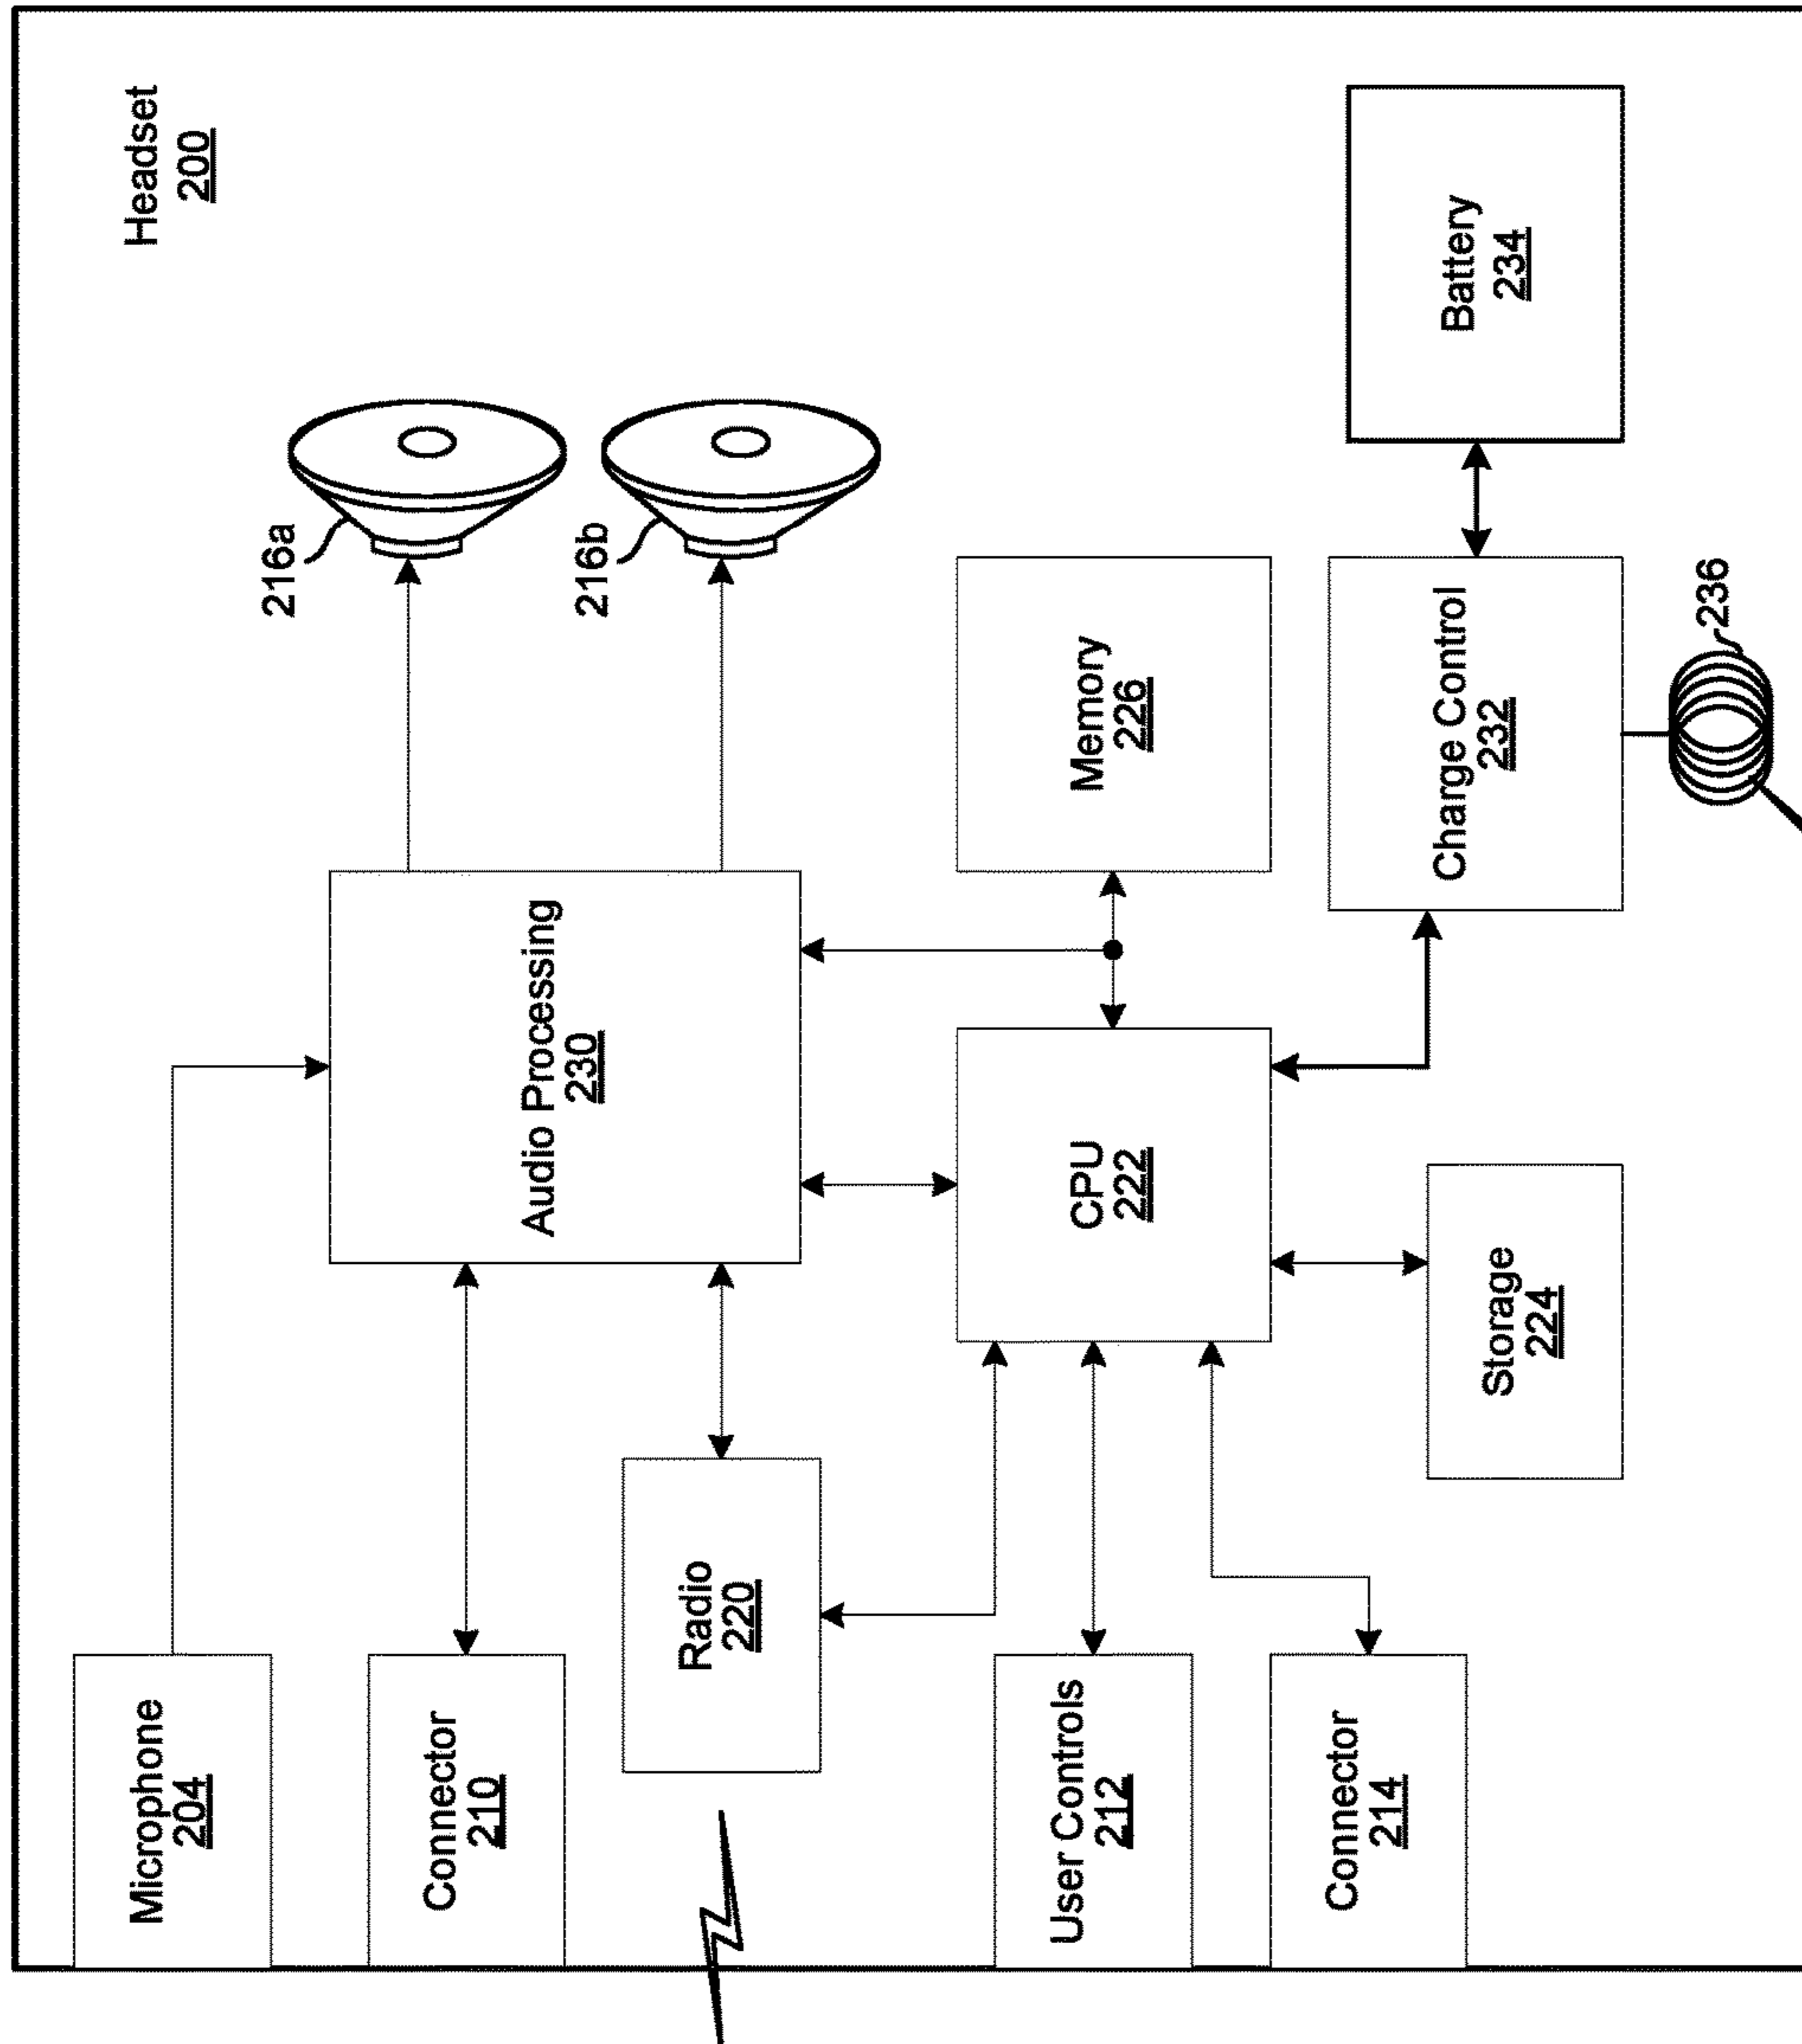 Headset
200
Microphone
204
Connector
210
Radio
220
User Controls
212
Connector
214
Audio Processing
230
216a
216b
CPU
222
Memory
226
Storage
224
Charge Control
232
Battery
234
236